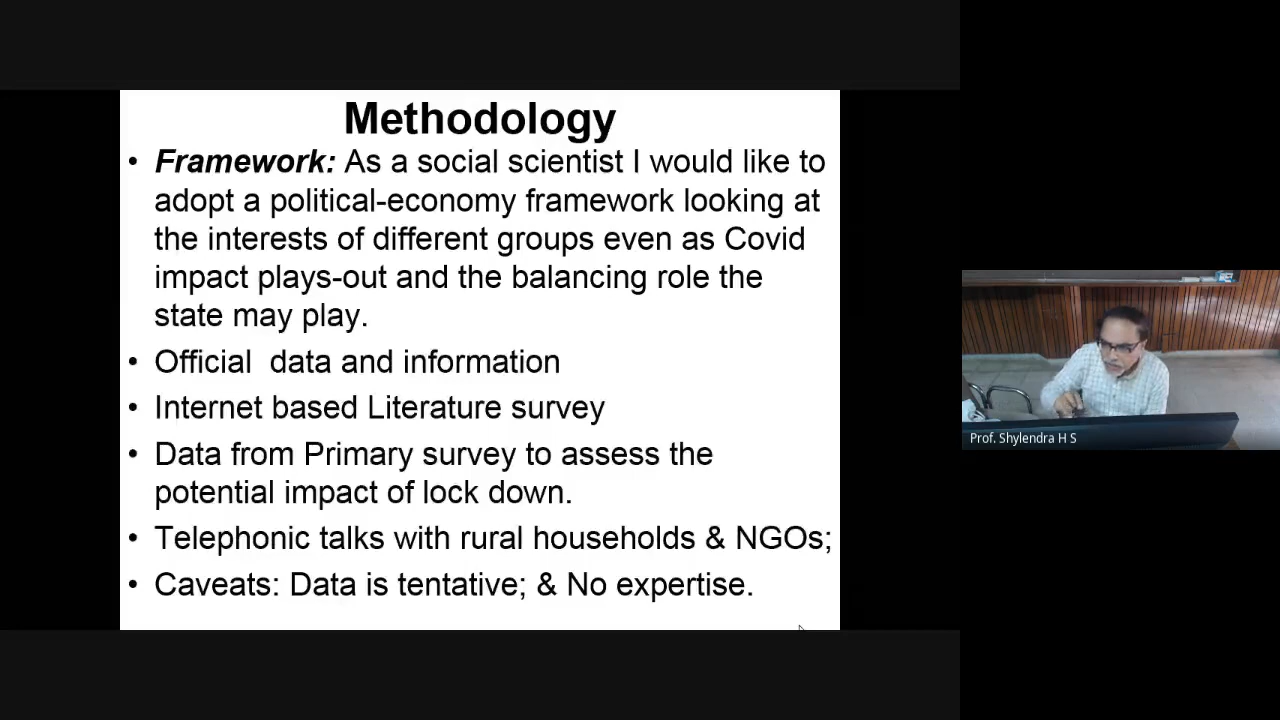 Methodology
• Framework: As a social scientist I would like to
adopt a political-economy framework looking at
the interests of different groups even as Covid
impact plays-out and the balancing role the
state may play.
• Official  data and information
• Internet based Literature survey
• Data from Primary survey to assess the
potential impact of lock down.
• Telephonic talks with rural households & NGOs;
• Caveats: Data is tentative; & No expertise.
Prof. Shylendra H S